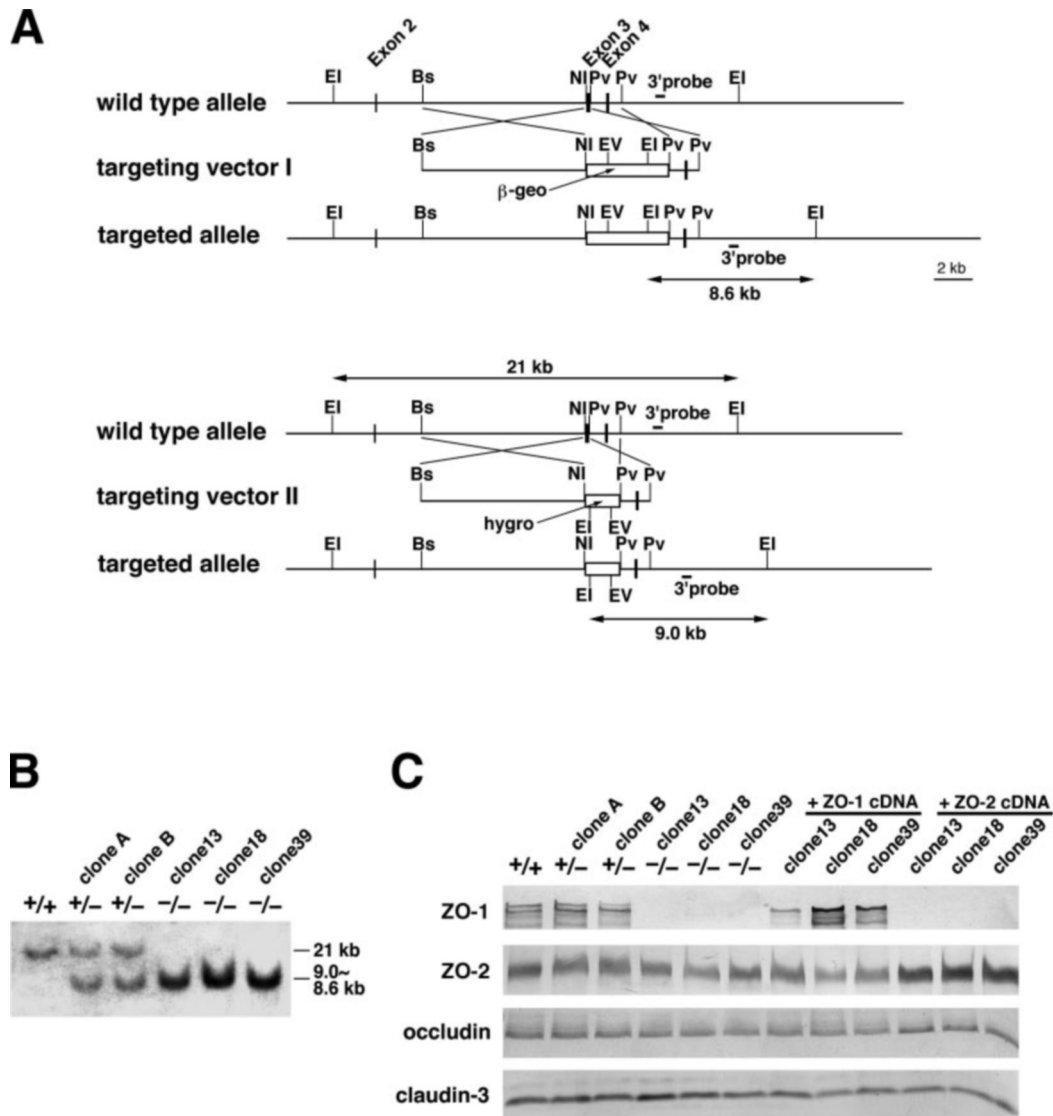 A
Exon 2
Exon 3
Exon 4
EI Bs NI Pv Pv 3'probe EI
wild type allele
Bs NI EV EI Pv Pv
targeting vector I
β-geo
EI Bs NI EV EI Pv Pv EI
targeted allele
3'probe
2 kb
8.6 kb
21 kb
EI Bs NI Pv Pv 3'probe EI
wild type allele
Bs NI Pv Pv
targeting vector II
hygro
EI EV
EI Bs NI Pv Pv EI
targeted allele
3'probe
EI EV
9.0 kb
B
clone A clone B clone13 clone18 clone39
+/+ +/− +/− −/− −/− −/−
21 kb
9.0~
8.6 kb
C
+ ZO-1 cDNA + ZO-2 cDNA
clone A clone B clone13 clone18 clone39 clone13 clone18 clone39 clone13 clone18 clone39
+/+ +/− +/− −/− −/− −/−
ZO-1
ZO-2
occludin
claudin-3